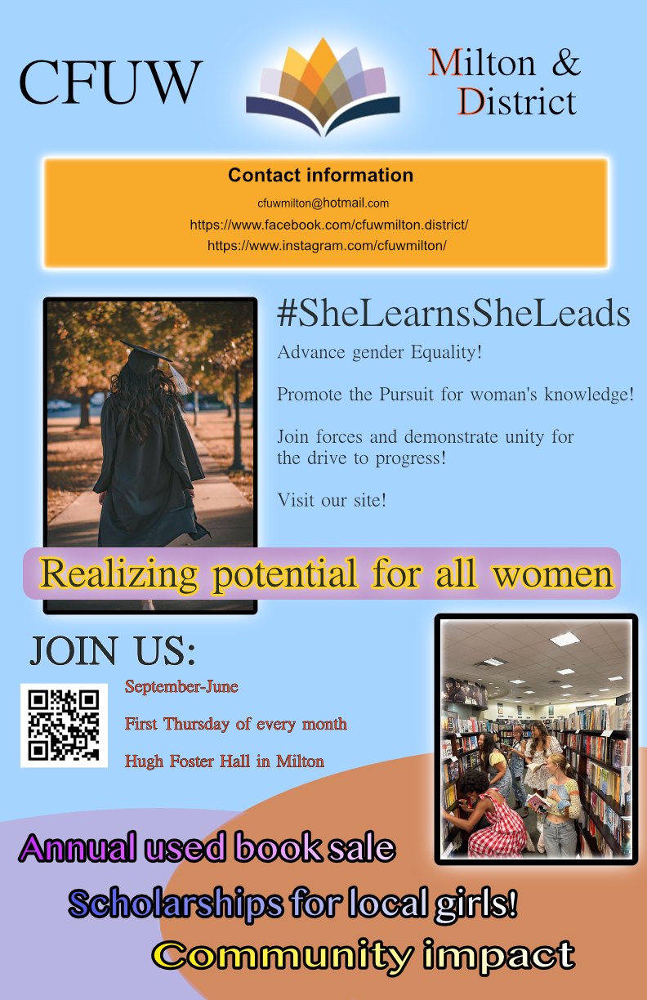 CFUW
Milton &
District
Contact information
cfuwmilton@hotmail.com
https://www.facebook.com/cfuwmilton.district/
https://www.instagram.com/cfuwmilton/
#SheLearnsSheLeads
Advance gender Equality!
Promote the Pursuit for woman's knowledge!
Join forces and demonstrate unity for
the drive to progress!
Visit our site!
Realizing potential for all women
JOIN US:
September-June
First Thursday of every month
Hugh Foster Hall in Milton
Annual used book sale
Scholarships for local girls!
Community impact